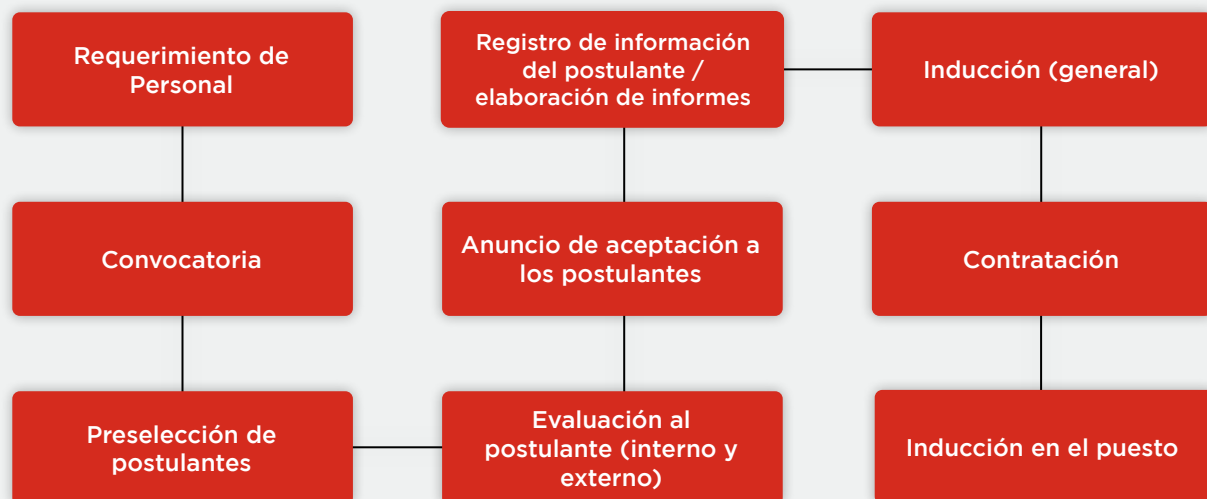 Requerimiento de
Personal
Convocatoria
Preselección de
postulantes
Evaluación al
postulante (interno y
externo)
Anuncio de aceptación a
los postulantes
Registro de información
del postulante /
elaboración de informes
Inducción (general)
Contratación
Inducción en el puesto